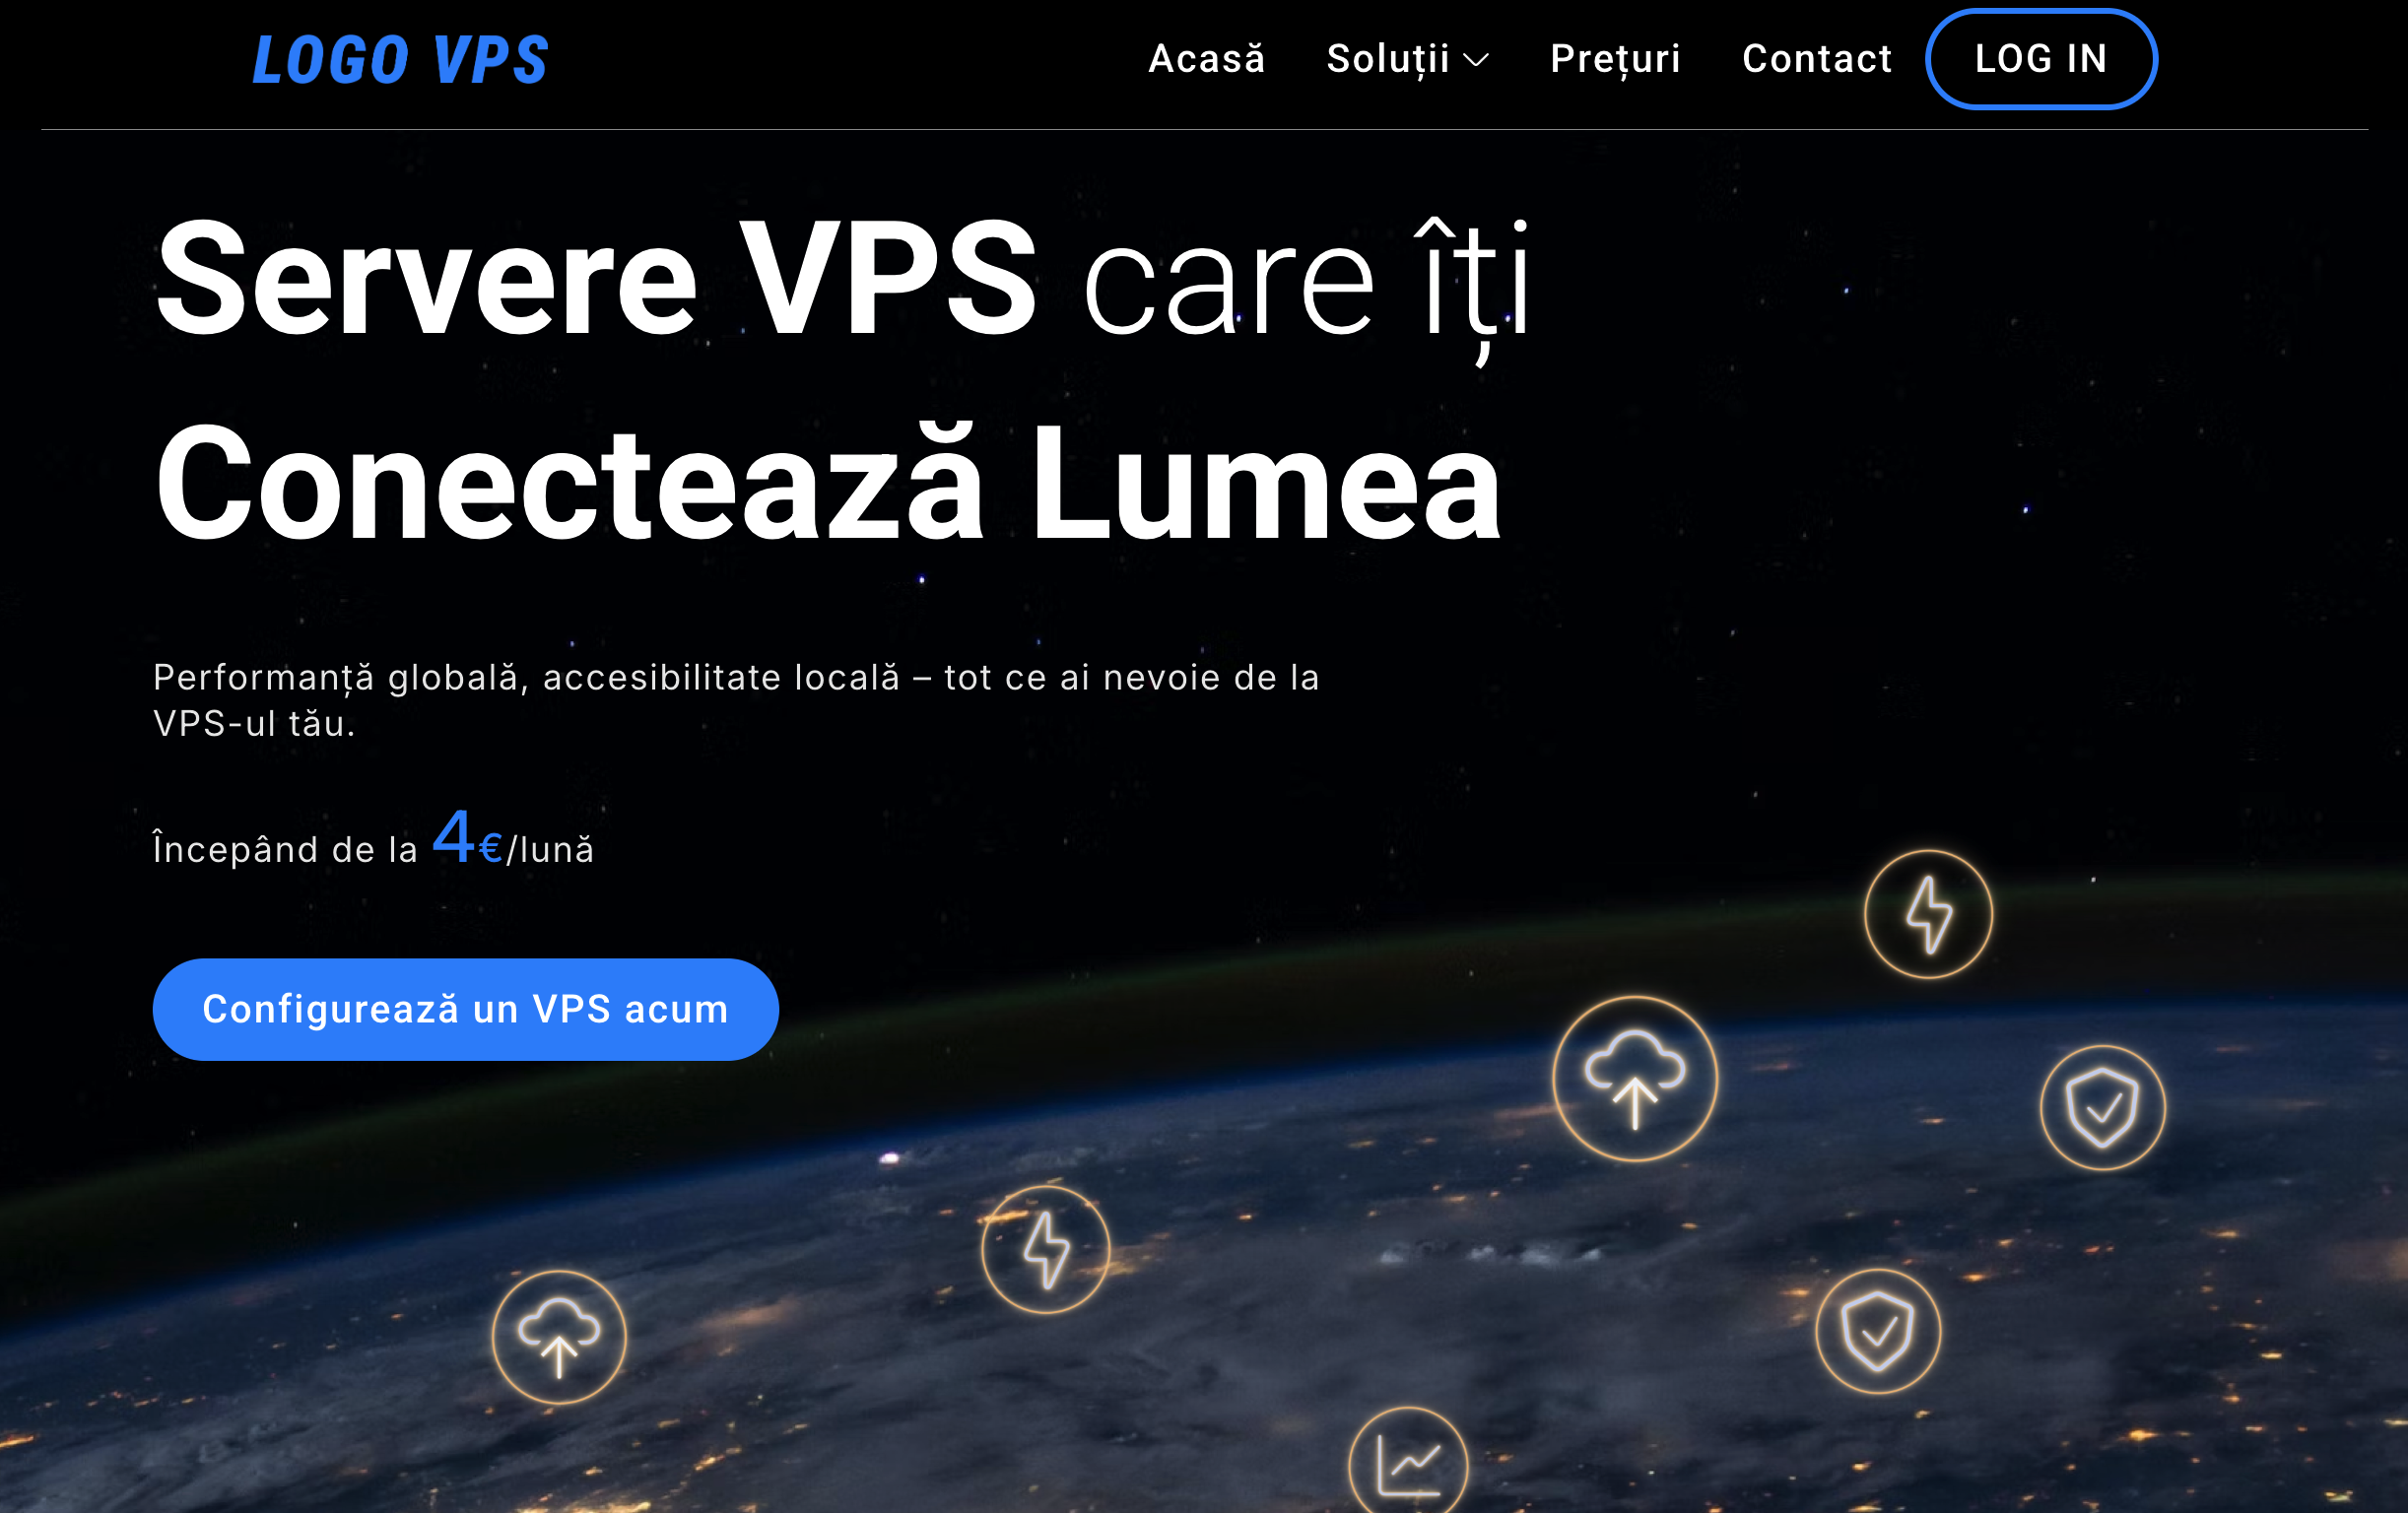 LOGO VPS
Acasă Soluții Prețuri Contact LOG IN
Servere VPS care îți
Conectează Lumea
Performanță globală, accesibilitate locală – tot ce ai nevoie de la
VPS-ul tău.
Începând de la 4€/lună
Configurează un VPS acum